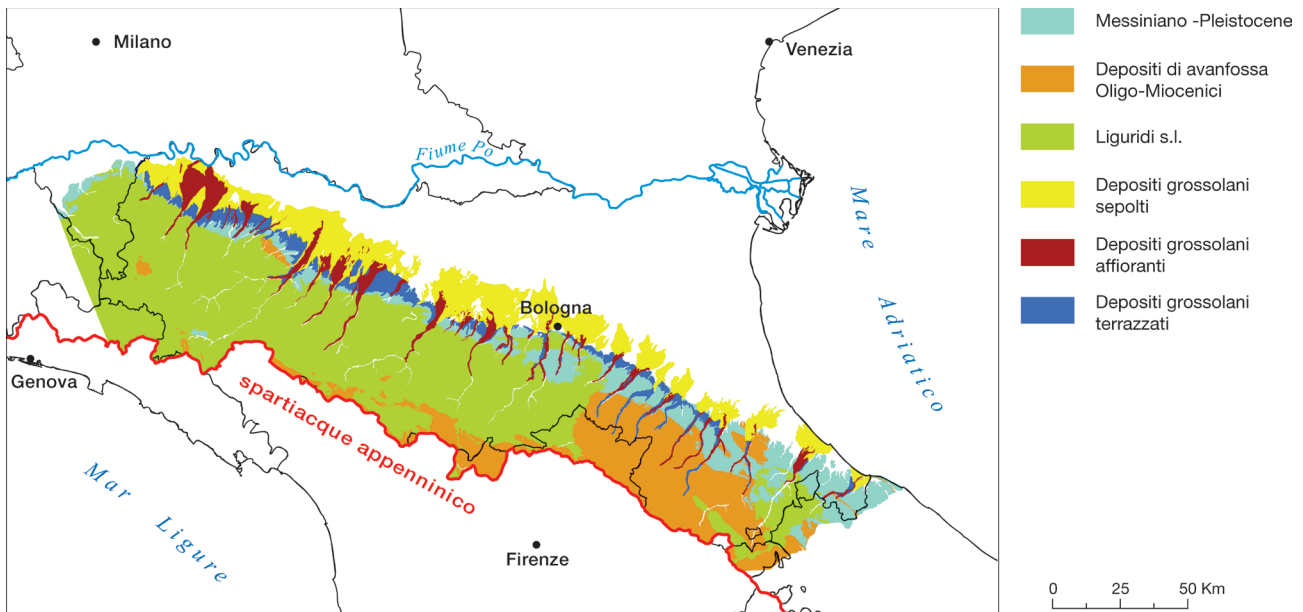 Milano
Venezia
Fiume Po
Mare
Adriatico
Bologna
Genova
spartiacque appenninico
Mar
Ligure
Firenze
Messiniano -Pleistocene
Depositi di avanfossa
Oligo-Miocenici
Liguridi s.l.
Depositi grossolani
sepolti
Depositi grossolani
affioranti
Depositi grossolani
terrazzati
0 25 50 Km